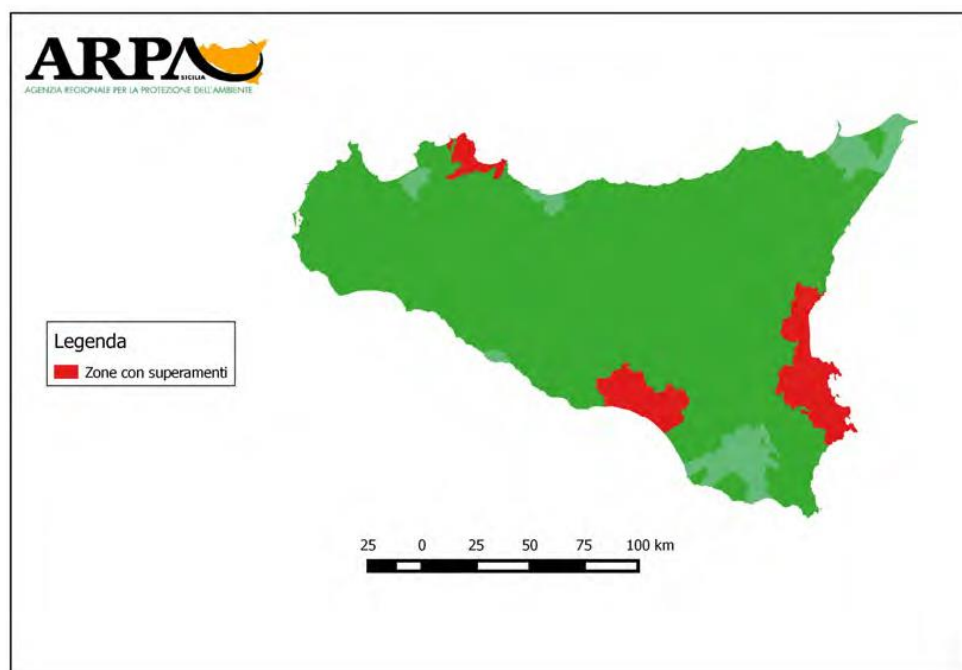 ARPA
SICILIA
AGENZIA REGIONALE PER LA PROTEZIONE DELL'AMBIENTE
Legenda
Zone con superamenti
25 0 25 50 75 100 km